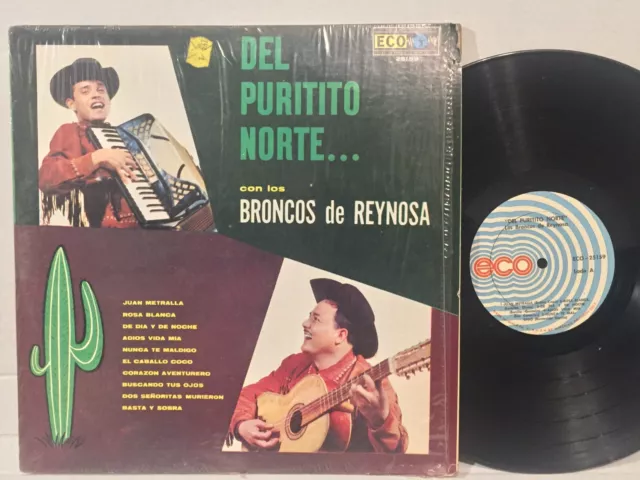 ECO
DEL
PURITITO
NORTE...
con los
BRONCOS de REYNOSA
JUAN METRALLA
ROSA BLANCA
DE DIA Y DE NOCHE
ADIOS VIDA MIA
NUNCA TE MALDIGO
EL CABALLO COCO
CORAZON AVENTURERO
BUSCANDO TUS OJOS
DOS SEÑORITAS MURIERON
BASTA Y SOBRA
"DEL PURITITO NORTE"
Los Broncos de Reynosa
eco
ECO - 25169
Lado A